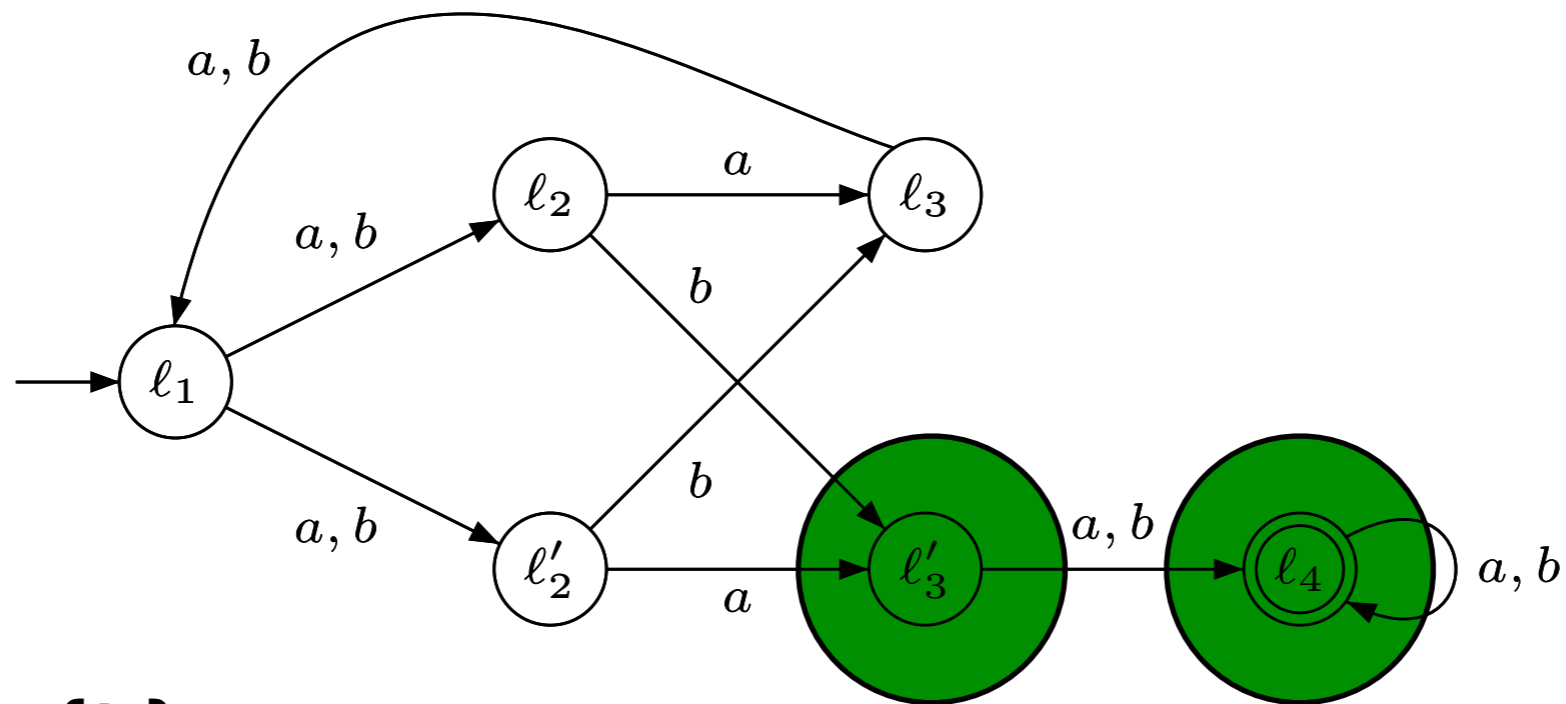 a, b
ℓ₂ a ℓ₃
a, b
b
ℓ₁
b
a, b
a, b
ℓ′₂ a ℓ′₃ ℓ₄ a, b